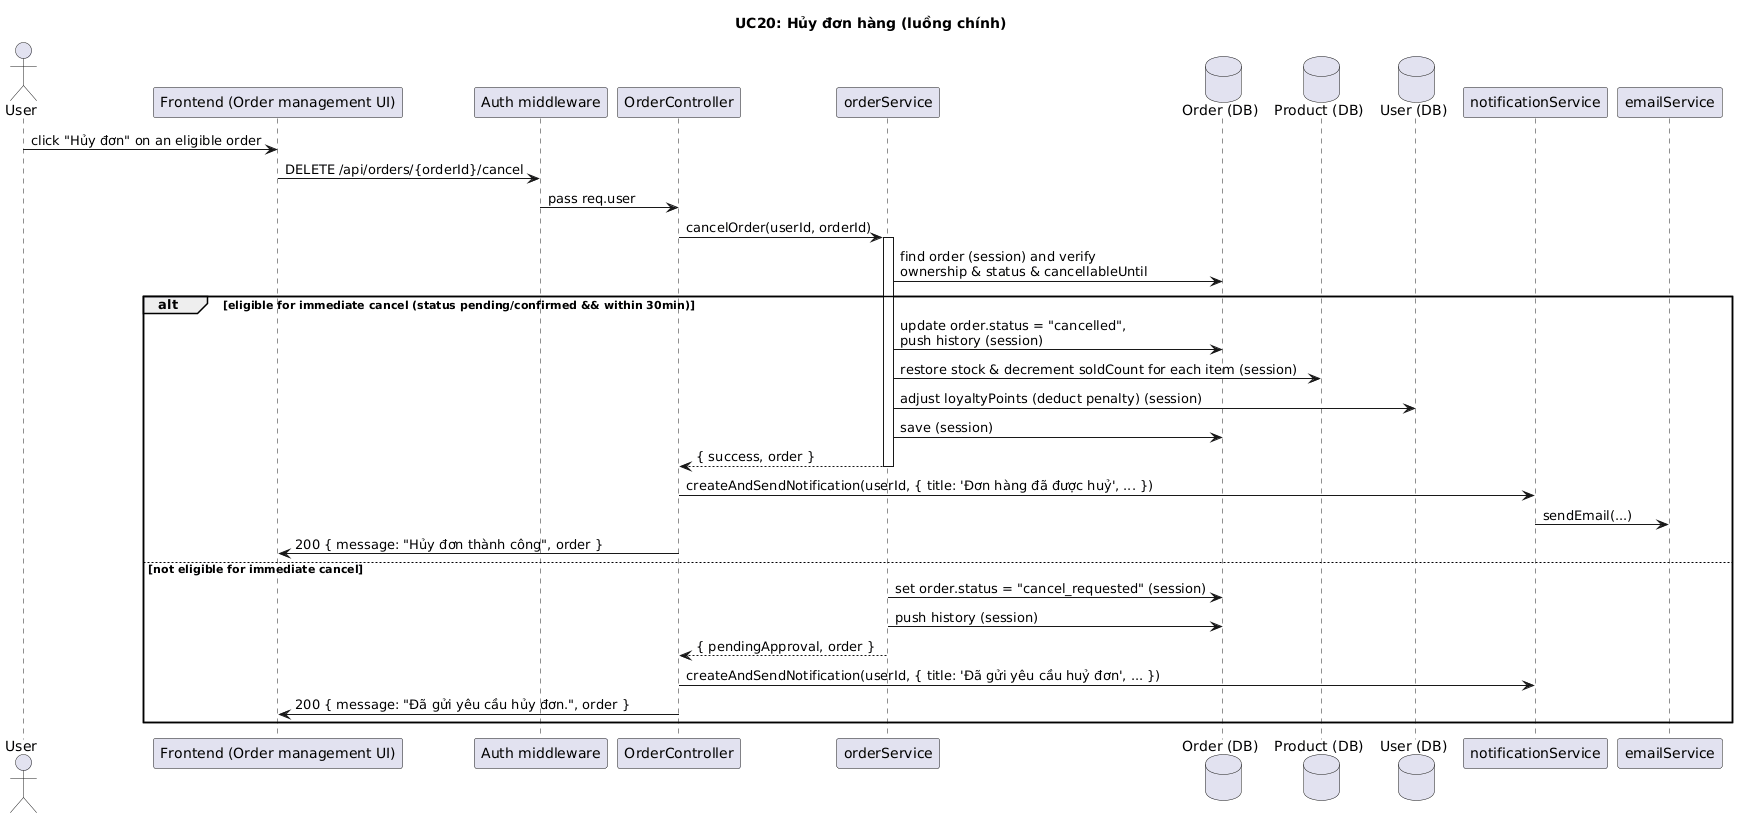 UC20: Hủy đơn hàng (luồng chính)
User
Frontend (Order management UI)
Auth middleware
OrderController
orderService
Order (DB)
Product (DB)
User (DB)
notificationService
emailService
click "Hủy đơn" on an eligible order
DELETE /api/orders/{orderId}/cancel
pass req.user
cancelOrder(userId, orderId)
find order (session) and verify
ownership & status & cancellableUntil
alt
[eligible for immediate cancel (status pending/confirmed && within 30min)]
update order.status = "cancelled",
push history (session)
restore stock & decrement soldCount for each item (session)
adjust loyaltyPoints (deduct penalty) (session)
save (session)
{ success, order }
createAndSendNotification(userId, { title: 'Đơn hàng đã được huỷ', ... })
sendEmail(...)
200 { message: "Hủy đơn thành công", order }
[not eligible for immediate cancel]
set order.status = "cancel_requested" (session)
push history (session)
{ pendingApproval, order }
createAndSendNotification(userId, { title: 'Đã gửi yêu cầu huỷ đơn', ... })
200 { message: "Đã gửi yêu cầu hủy đơn.", order }
User
Frontend (Order management UI)
Auth middleware
OrderController
orderService
Order (DB)
Product (DB)
User (DB)
notificationService
emailService